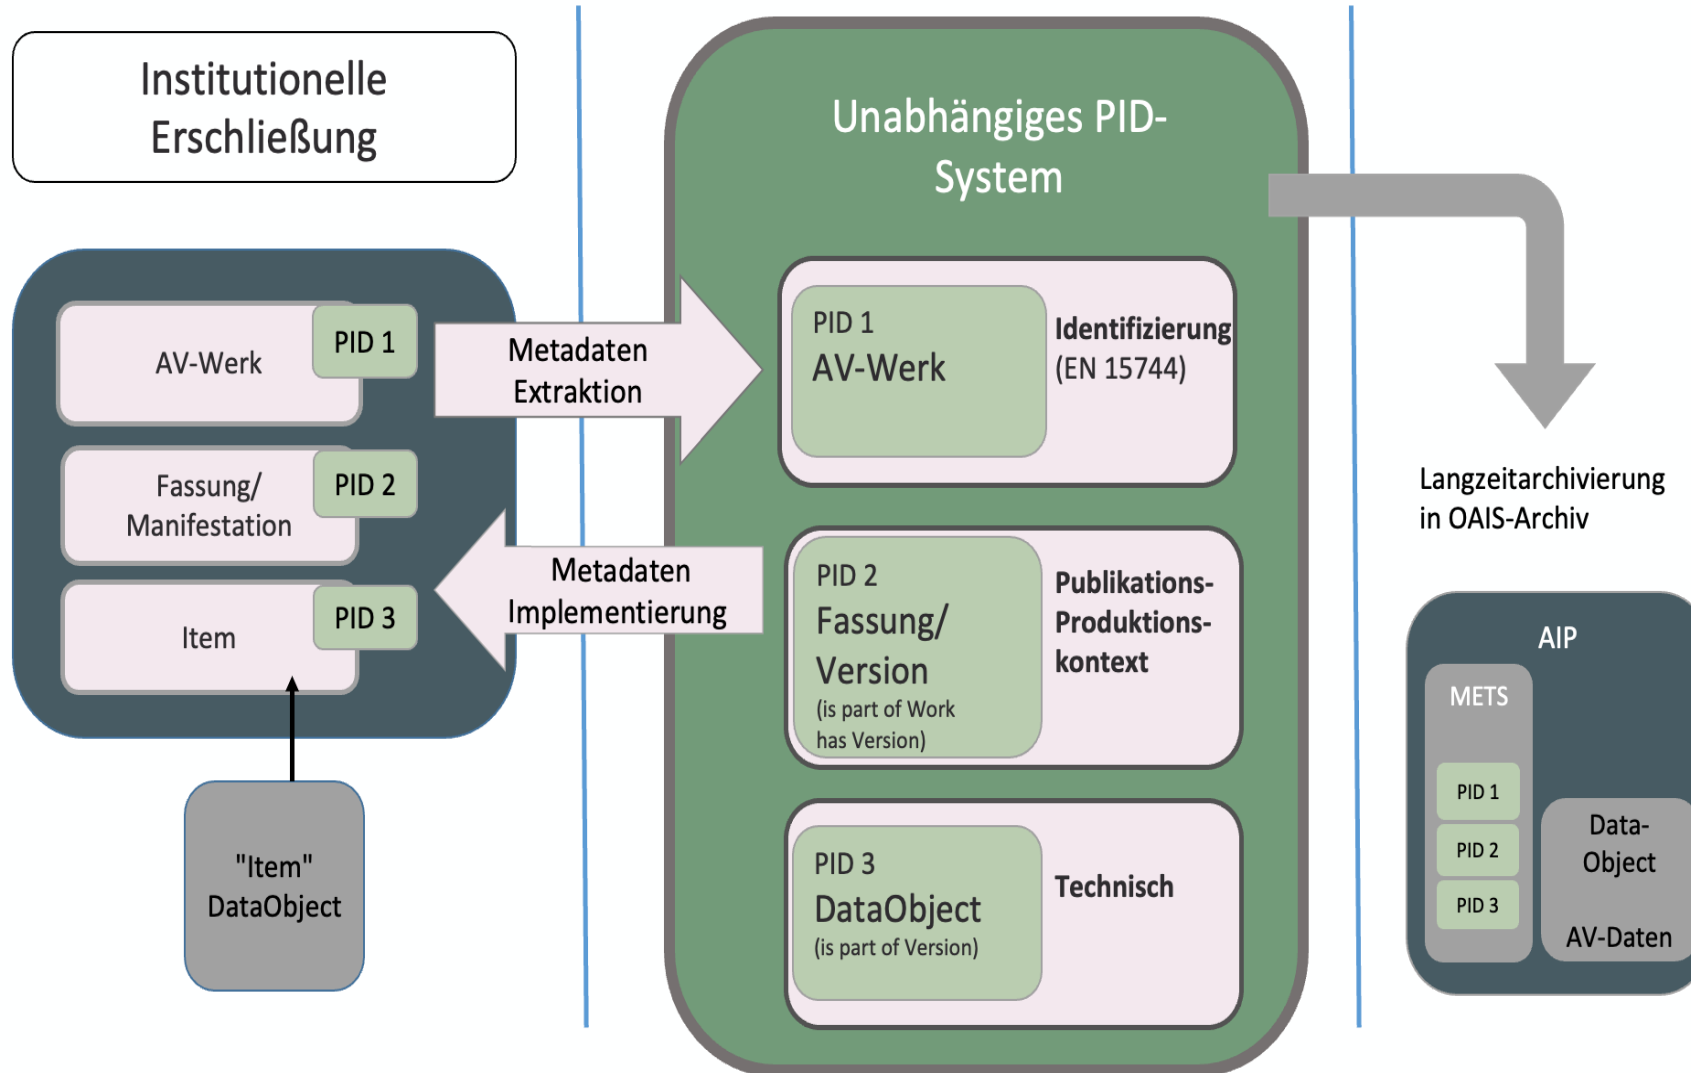 Institutionelle
Erschließung
AV-Werk
PID 1
Fassung/
Manifestation
PID 2
Item
PID 3
"Item"
DataObject
Metadaten
Extraktion
Metadaten
Implementierung
Unabhängiges PID-
System
PID 1
AV-Werk
Identifizierung
(EN 15744)
PID 2
Fassung/
Version
(is part of Work
has Version)
Publikations-
Produktions-
kontext
PID 3
DataObject
(is part of Version)
Technisch
Langzeitarchivierung
in OAIS-Archiv
AIP
METS
PID 1
PID 2
PID 3
Data-
Object
AV-Daten